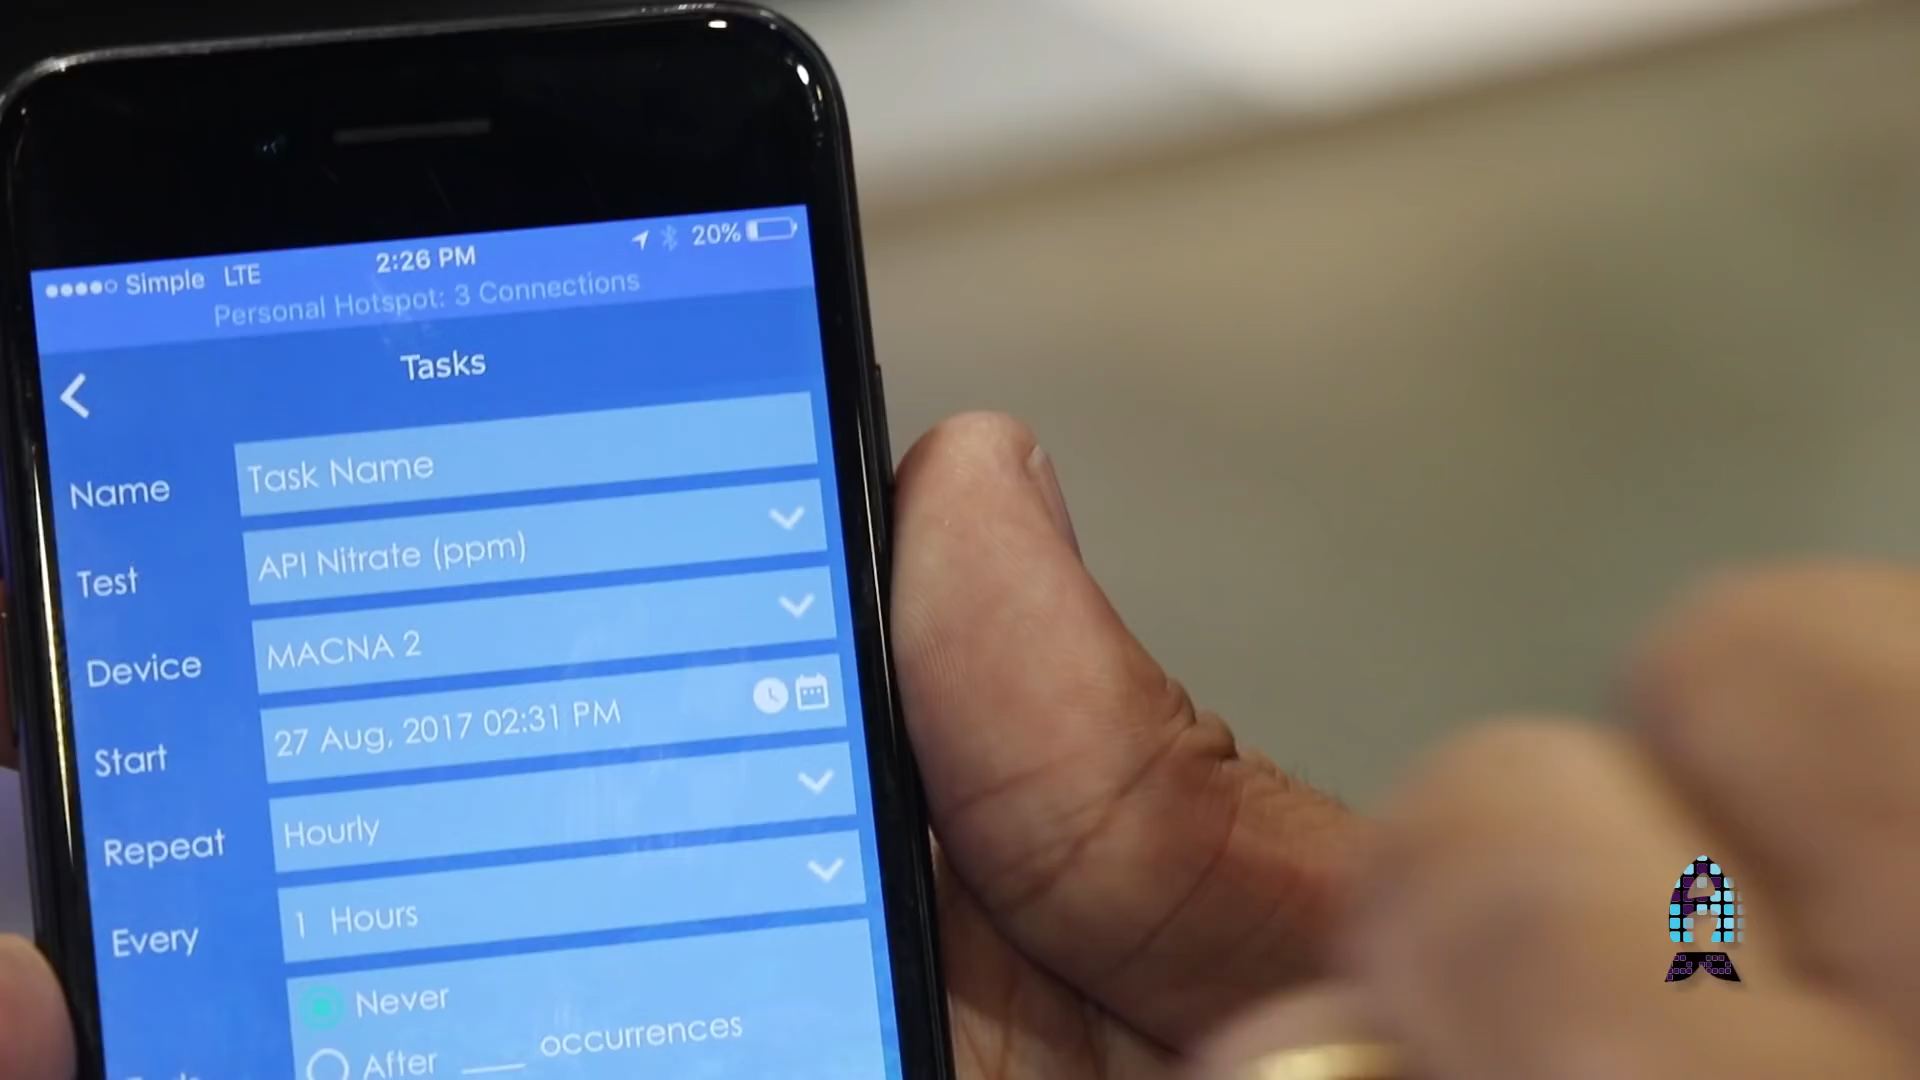 Simple LTE 2:26 PM 20%
Personal Hotspot: 3 Connections
Tasks
Name Task Name
Test API Nitrate (ppm)
Device MACNA 2
Start 27 Aug, 2017 02:31 PM
Repeat Hourly
Every 1 Hours
Never
After ___ occurrences